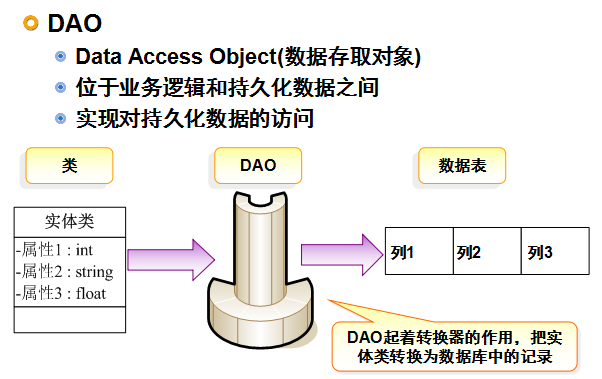 DAO
Data Access Object(数据存取对象)
位于业务逻辑和持久化数据之间
实现对持久化数据的访问
类
DAO
数据表
实体类
-属性1 : int
-属性2 : string
-属性3 : float
列1
列2
列3
DAO起着转换器的作用，把实
体类转换为数据库中的记录